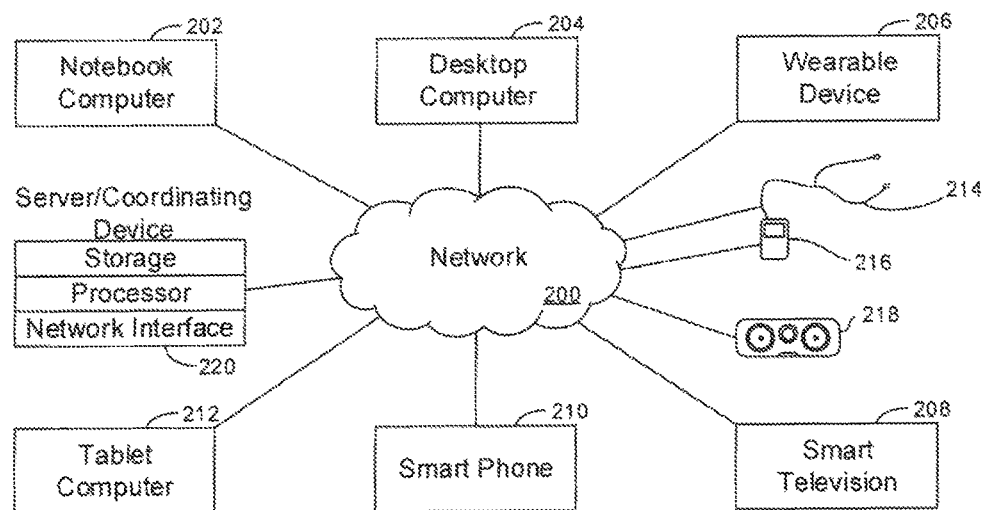 202
Notebook
Computer
204
Desktop
Computer
206
Wearable
Device
Server/Coordinating
Device
Storage
Processor
Network Interface
220
Network
200
214
216
218
212
Tablet
Computer
210
Smart Phone
208
Smart
Television